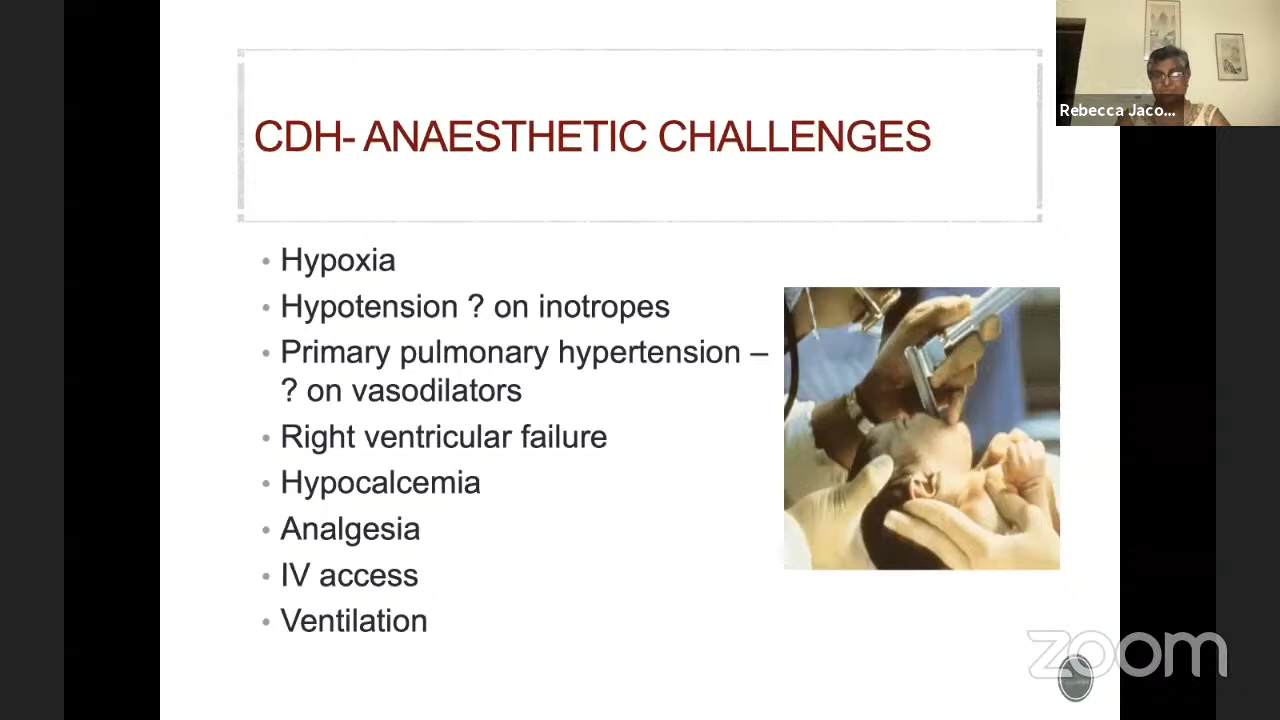 CDH- ANAESTHETIC CHALLENGES
Rebecca Jaco...
• Hypoxia
• Hypotension ? on inotropes
• Primary pulmonary hypertension –
? on vasodilators
• Right ventricular failure
• Hypocalcemia
• Analgesia
• IV access
• Ventilation
zoom